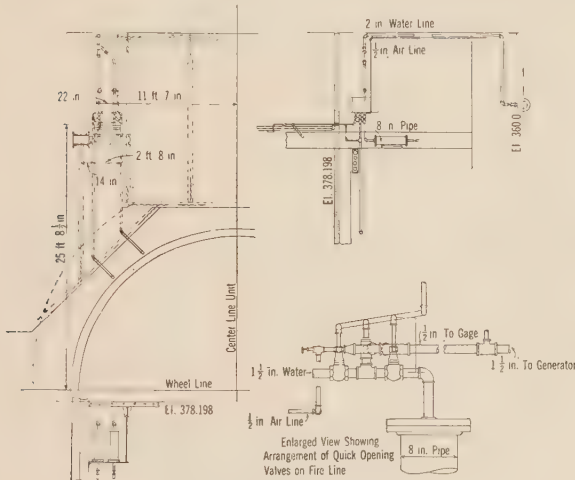 2 in Water Line
½ in Air Line
22 in
11 ft 7 in
8 in Pipe
2 ft 8 in
14 in
25 ft 8½ in
El. 378.198
El 360 0
Center Line Unit
Wheel Line
El. 378.198
½ in To Gage
1½ in. Water
1½ in. To Generator
½ in Air Line
Enlarged View Showing
Arrangement of Quick Opening
Valves on Fire Line
8 in. Pipe